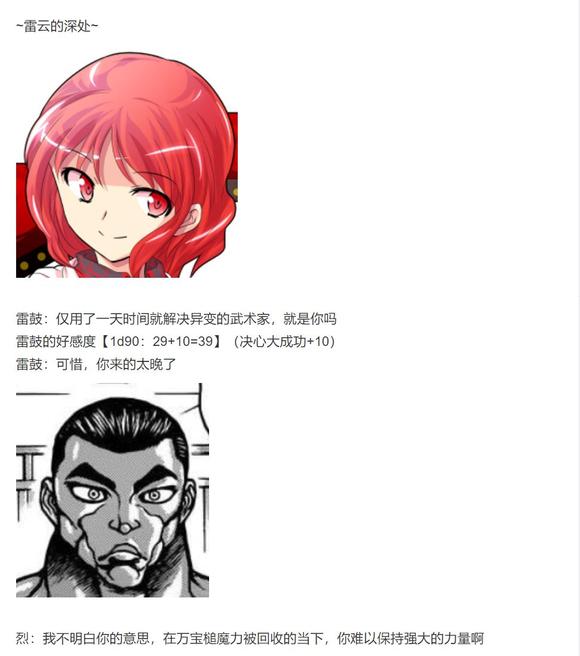 ~雷云的深处~
雷鼓：仅用了一天时间就解决异变的武术家，就是你吗
雷鼓的好感度【1d90：29+10=39】（决心大成功+10）
雷鼓：可惜，你来的太晚了
烈：我不明白你的意思，在万宝槌魔力被回收的当下，你难以保持强大的力量啊